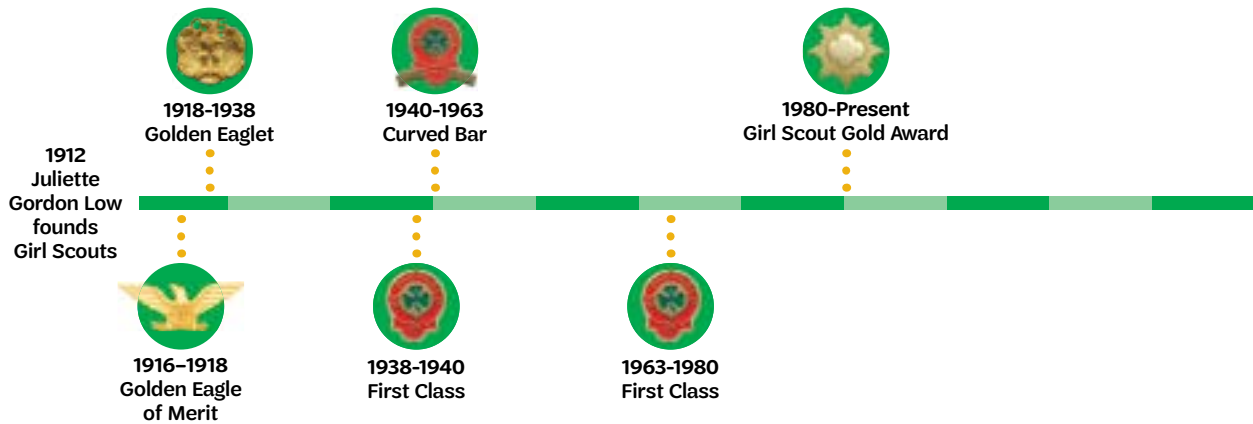 1912
Juliette
Gordon Low
founds
Girl Scouts
1918-1938
Golden Eaglet
1940-1963
Curved Bar
1980-Present
Girl Scout Gold Award
1916–1918
Golden Eagle
of Merit
1938-1940
First Class
1963-1980
First Class